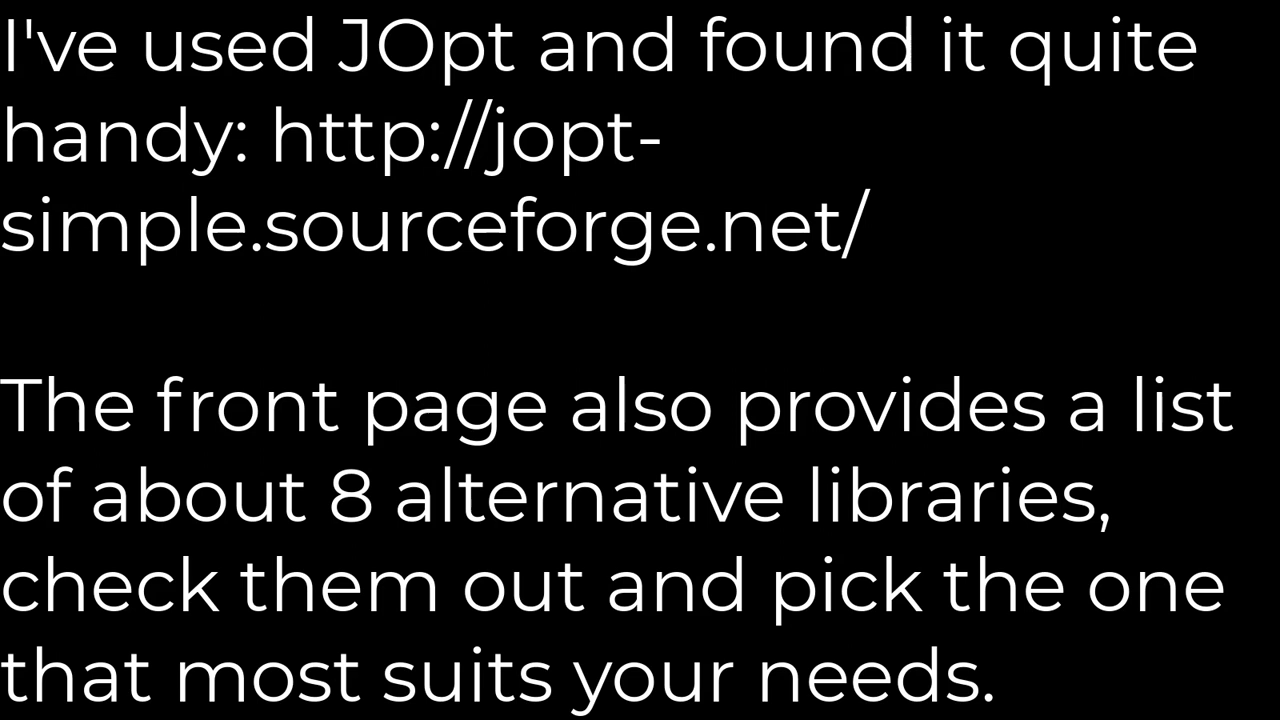 I've used JOpt and found it quite
handy: http://jopt-
simple.sourceforge.net/
The front page also provides a list
of about 8 alternative libraries,
check them out and pick the one
that most suits your needs.